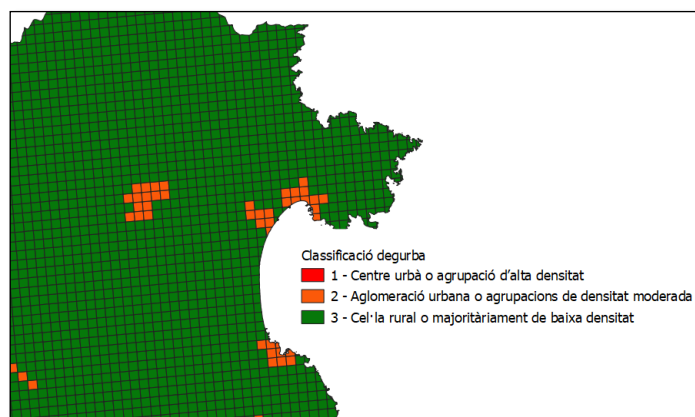 Classificació degurba
1 - Centre urbà o agrupació d'alta densitat
2 - Aglomeració urbana o agrupacions de densitat moderada
3 - Cel·la rural o majoritàriament de baixa densitat